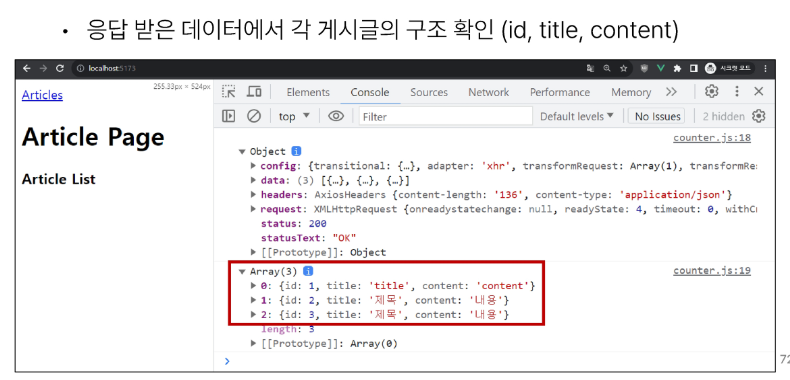 • 응답 받은 데이터에서 각 게시글의 구조 확인 (id, title, content)
localhost:5173
시크릿 모드
255.33px × 524px
Elements Console Sources Network Performance Memory
top Filter Default levels No Issues 2 hidden
Articles
Article Page
Article List
counter.js:18
Object
config: {transitional: {…}, adapter: 'xhr', transformRequest: Array(1), transformRe
data: (3) [{…}, {…}, {…}]
headers: AxiosHeaders {content-length: '136', content-type: 'application/json'}
request: XMLHttpRequest {onreadystatechange: null, readyState: 4, timeout: 0, withC
status: 200
statusText: "OK"
[[Prototype]]: Object
counter.js:19
Array(3)
0: {id: 1, title: 'title', content: 'content'}
1: {id: 2, title: '제목', content: '내용'}
2: {id: 3, title: '제목', content: '내용'}
length: 3
[[Prototype]]: Array(0)
72